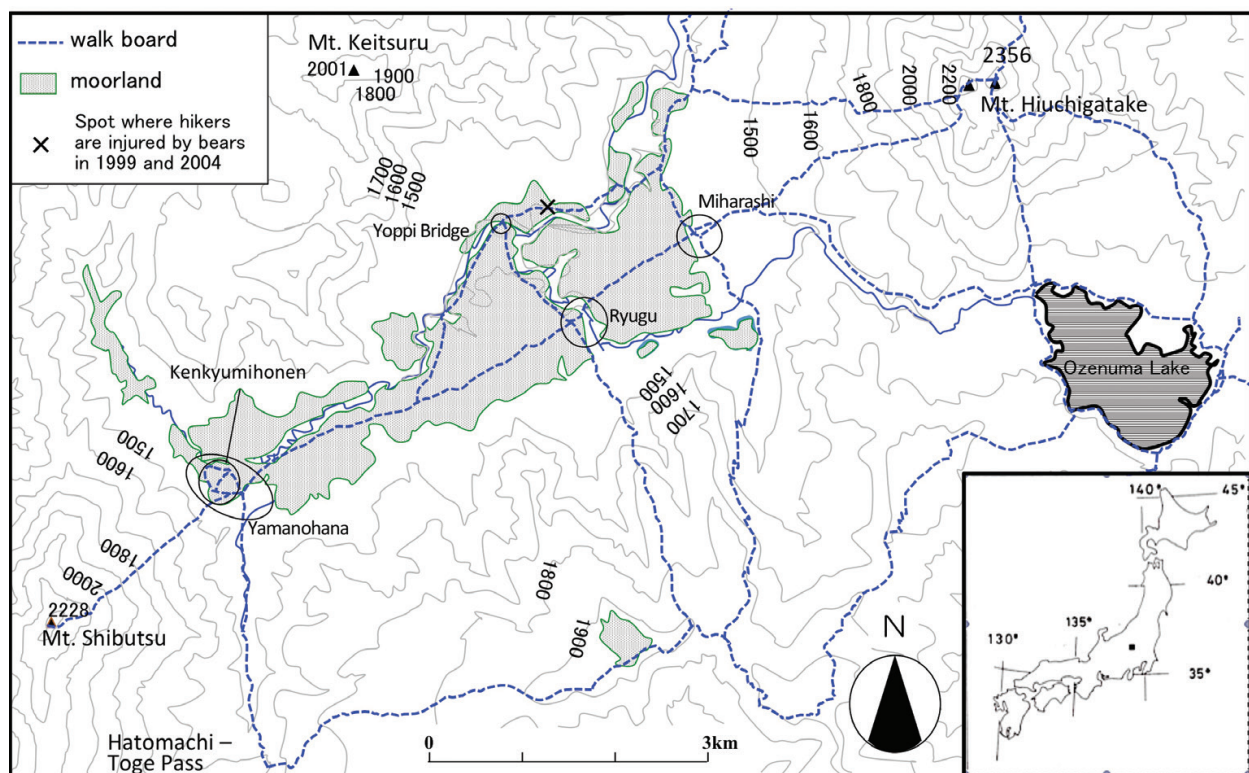 walk board
moorland
Spot where hikers
are injured by bears
in 1999 and 2004
Mt. Keitsuru
2001
1900
1800
2356
1800
2000
2200
Mt. Hiuchigatake
1500
1600
1700
1600
1500
Yoppi Bridge
Miharashi
Ryugu
Kenkyumihonen
Ozenuma Lake
1500
1600
1700
1500
1600
Yamanohana
1800
2000
2228
Mt. Shibutsu
1800
1900
N
Hatomachi –
Toge Pass
0
3km
140°
45°
40°
135°
130°
35°